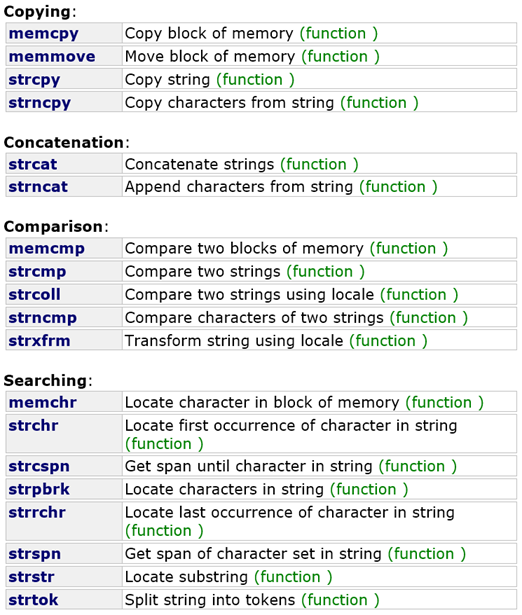 Copying:
memcpy Copy block of memory (function )
memmove Move block of memory (function )
strcpy Copy string (function )
strncpy Copy characters from string (function )
Concatenation:
strcat Concatenate strings (function )
strncat Append characters from string (function )
Comparison:
memcmp Compare two blocks of memory (function )
strcmp Compare two strings (function )
strcoll Compare two strings using locale (function )
strncmp Compare characters of two strings (function )
strxfrm Transform string using locale (function )
Searching:
memchr Locate character in block of memory (function )
strchr Locate first occurrence of character in string
(function )
strcspn Get span until character in string (function )
strpbrk Locate characters in string (function )
strrchr Locate last occurrence of character in string
(function )
strspn Get span of character set in string (function )
strstr Locate substring (function )
strtok Split string into tokens (function )